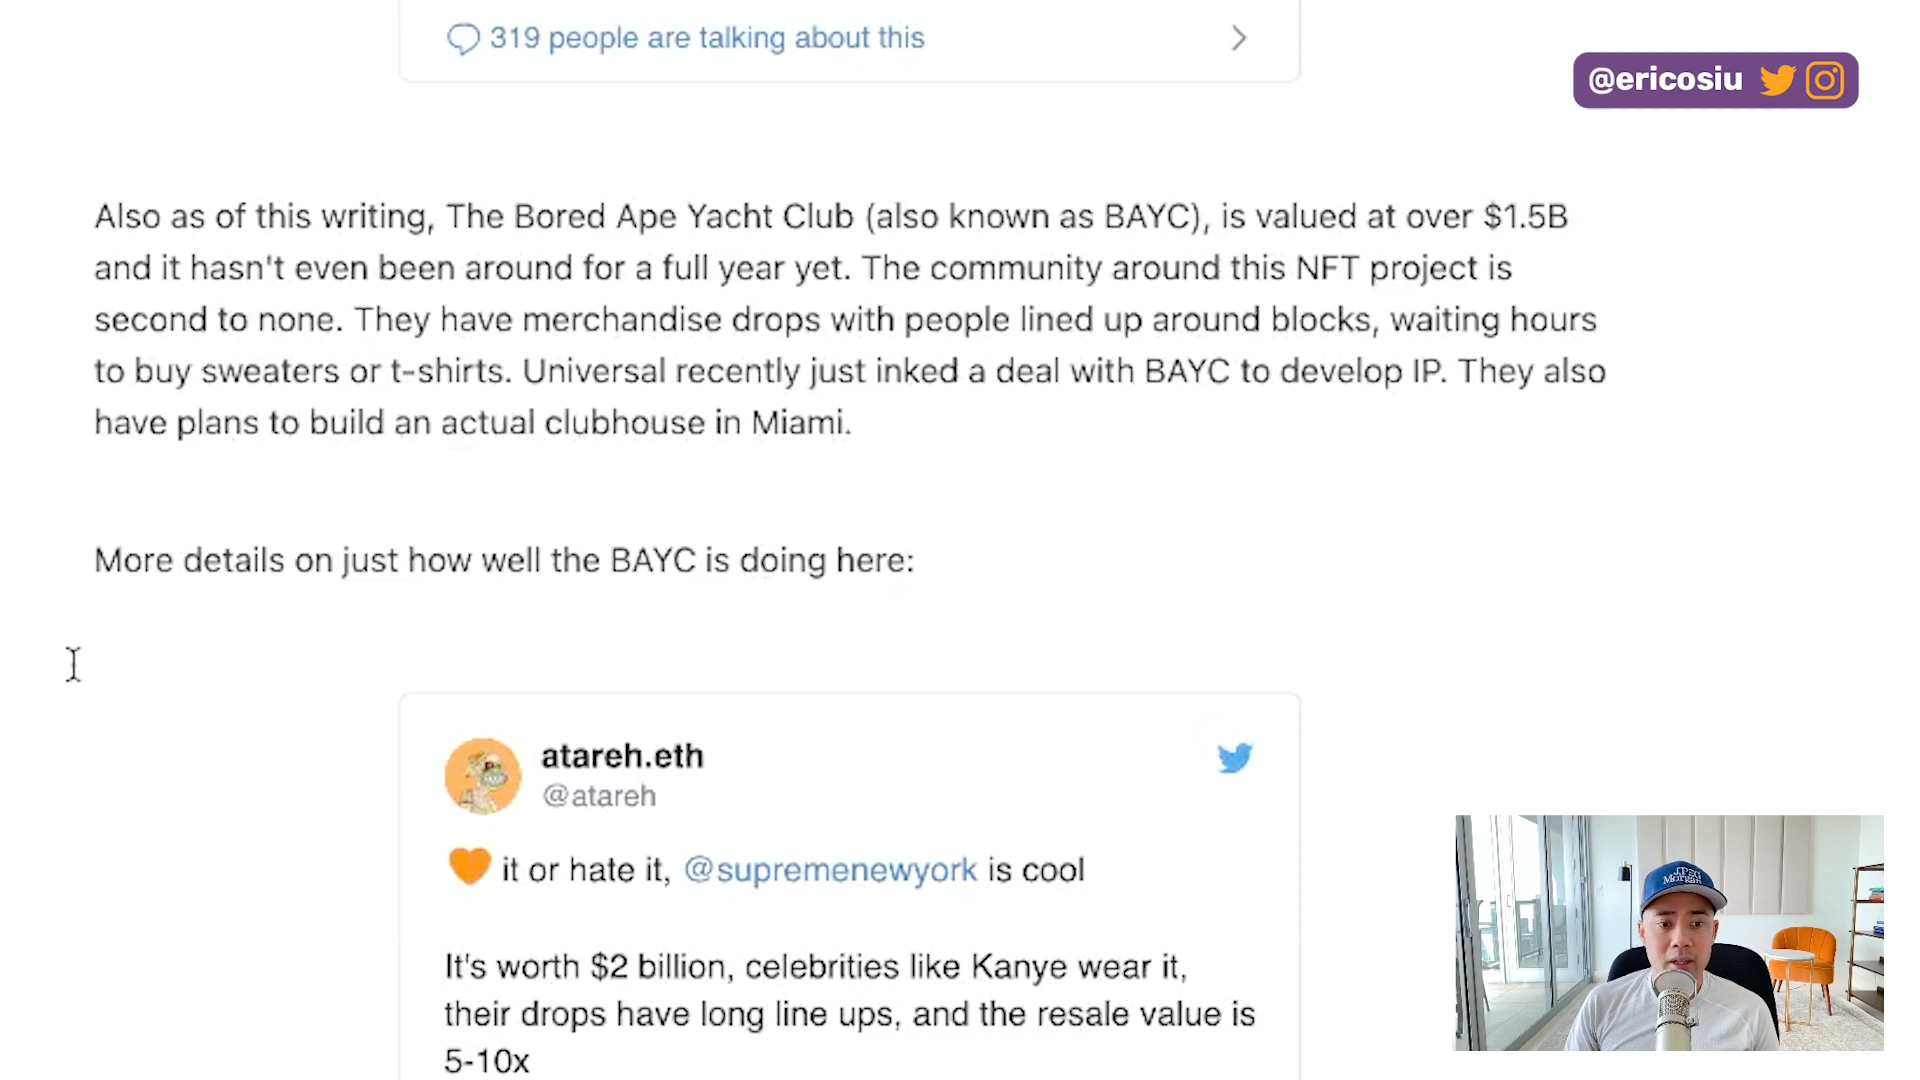 319 people are talking about this
@ericosiu
Also as of this writing, The Bored Ape Yacht Club (also known as BAYC), is valued at over $1.5B
and it hasn't even been around for a full year yet. The community around this NFT project is
second to none. They have merchandise drops with people lined up around blocks, waiting hours
to buy sweaters or t-shirts. Universal recently just inked a deal with BAYC to develop IP. They also
have plans to build an actual clubhouse in Miami.
More details on just how well the BAYC is doing here:
atareh.eth
@atareh
it or hate it, @supremenewyork is cool
It's worth $2 billion, celebrities like Kanye wear it,
their drops have long line ups, and the resale value is
5-10x
JPEG
Morgan